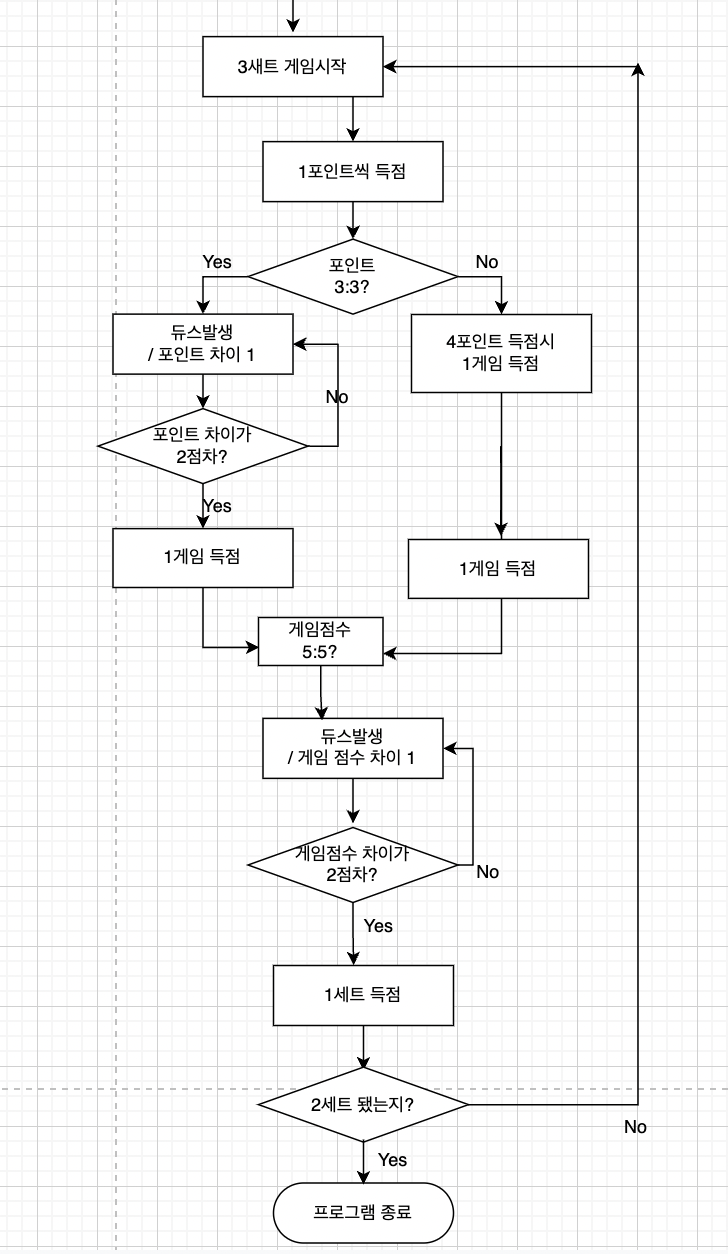 3새트 게임시작
1포인트씩 득점
포인트
3:3?
Yes
No
듀스발생
/ 포인트 차이 1
4포인트 득점시
1게임 득점
No
포인트 차이가
2점차?
Yes
1게임 득점
1게임 득점
게임점수
5:5?
듀스발생
/ 게임 점수 차이 1
게임점수 차이가
2점차?
No
Yes
1세트 득점
2세트 됐는지?
No
Yes
프로그램 종료